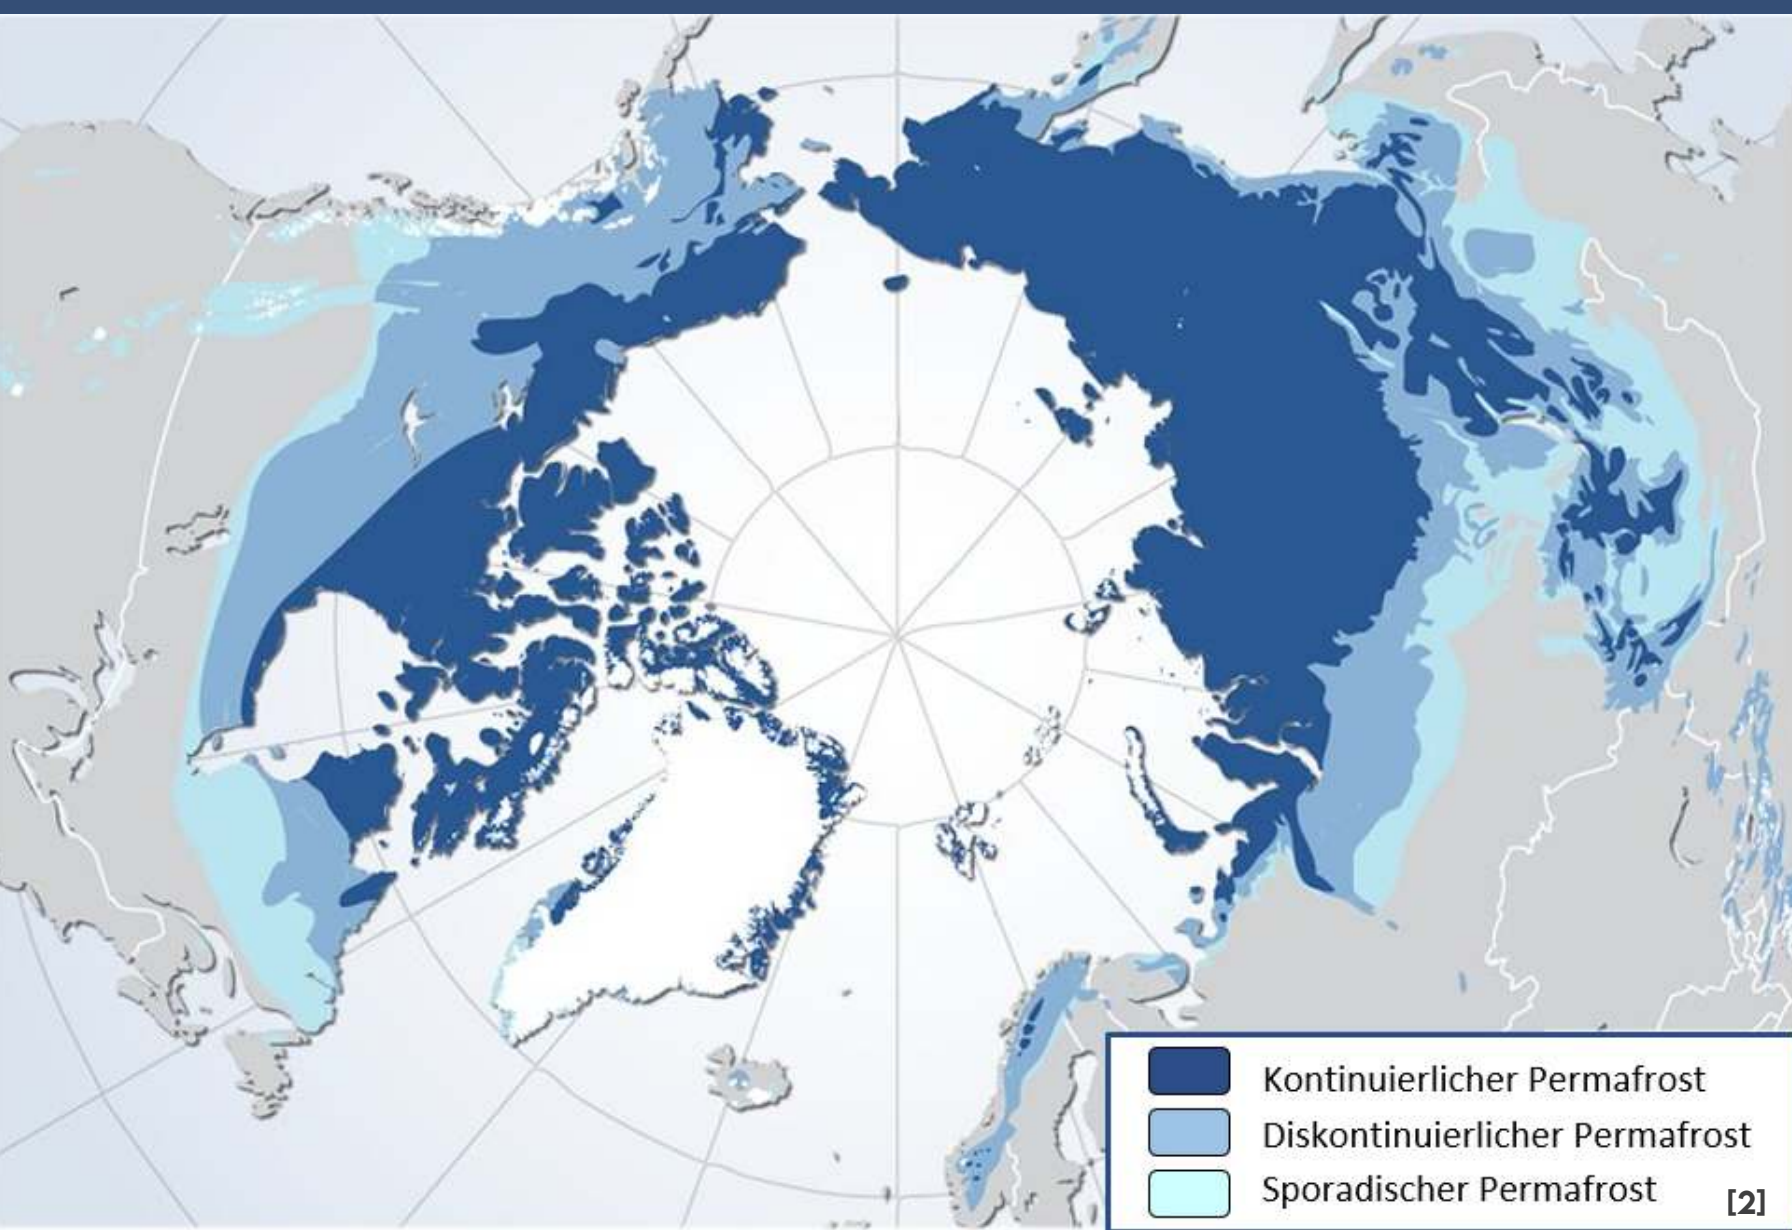 Kontinuierlicher Permafrost
Diskontinuierlicher Permafrost
Sporadischer Permafrost
[2]